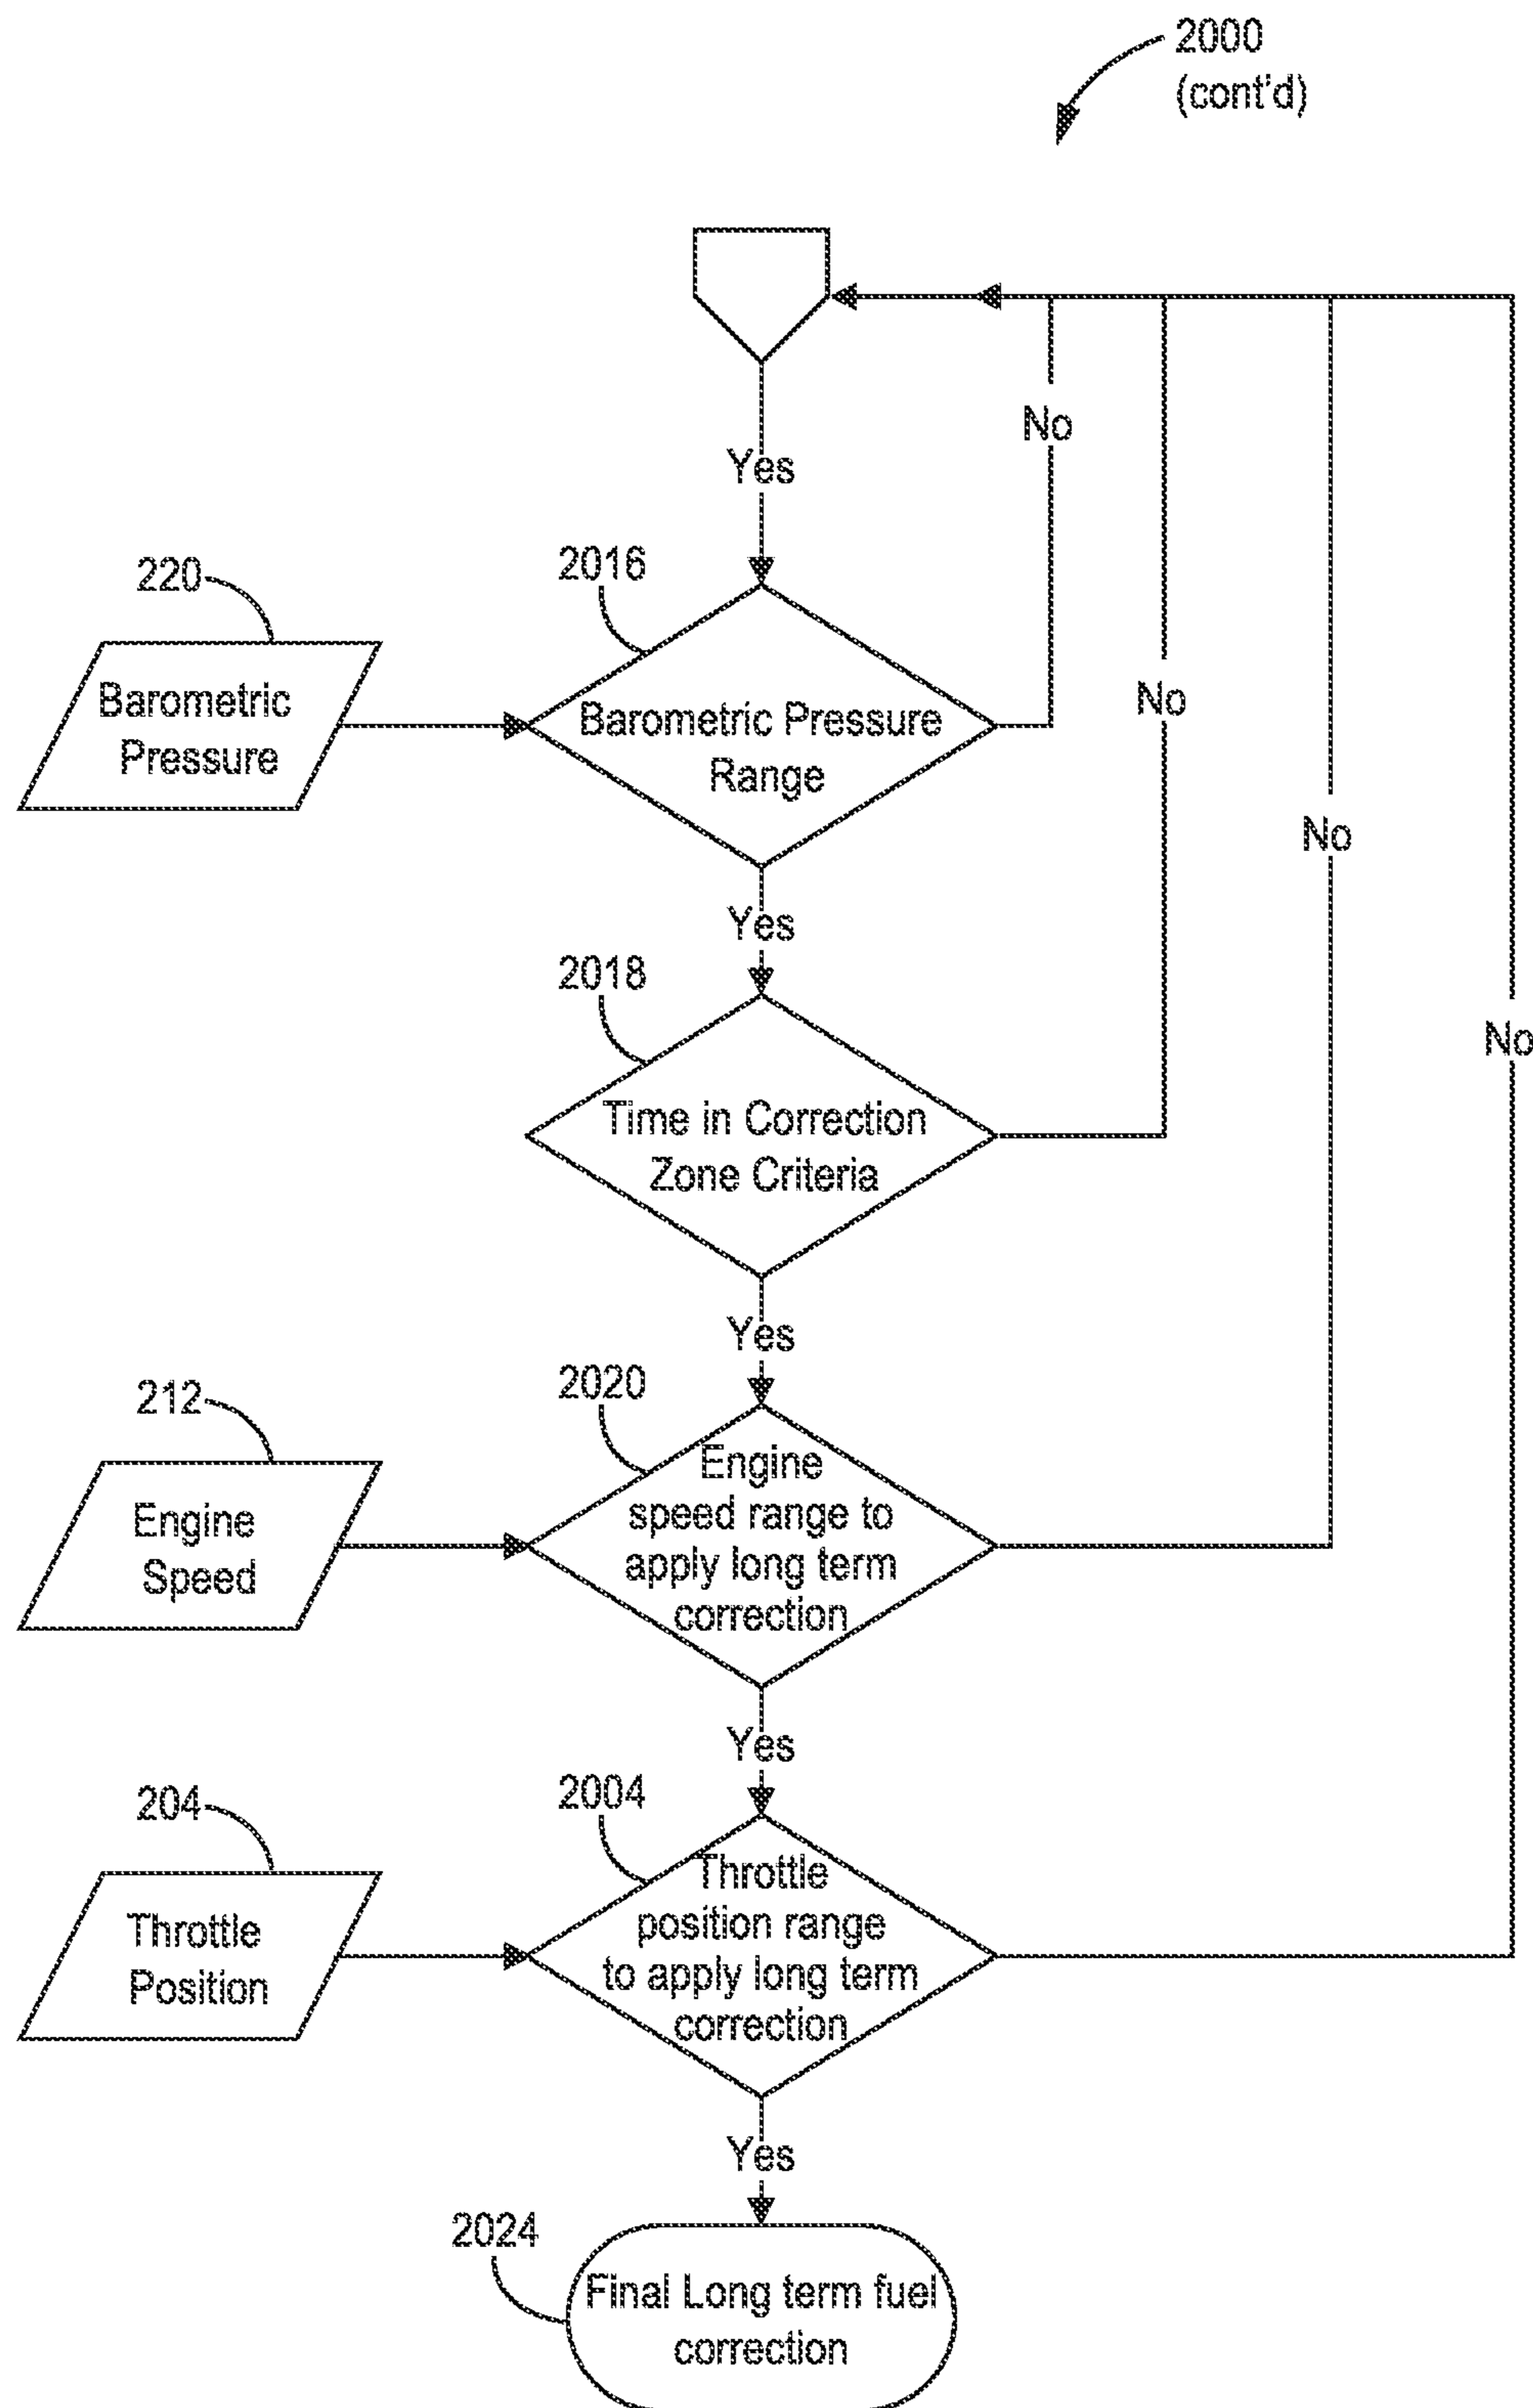 2000
(cont'd)
No
Yes
220
2016
Barometric
Pressure
Barometric Pressure
Range
No
No
Yes
2018
No
Time in Correction
Zone Criteria
Yes
212
2020
Engine
Speed
Engine
speed range to
apply long term
correction
Yes
204
2004
Throttle
Position
Throttle
position range
to apply long term
correction
Yes
2024
Final Long term fuel
correction